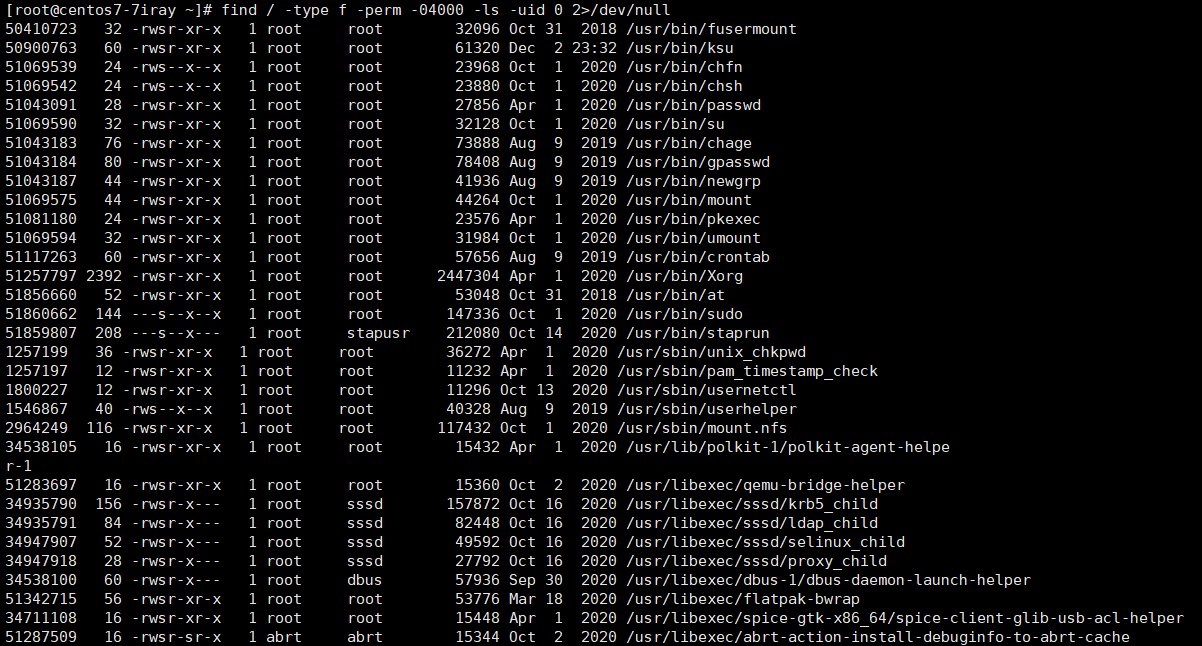 [root@centos7-7iray ~]# find / -type f -perm -04000 -ls -uid 0 2>/dev/null
50410723   32 -rwsr-xr-x   1 root     root        32096 Oct 31  2018 /usr/bin/fusermount
50900763   60 -rwsr-xr-x   1 root     root        61320 Dec  2 23:32 /usr/bin/ksu
51069539   24 -rws--x--x   1 root     root        23968 Oct  1  2020 /usr/bin/chfn
51069542   24 -rws--x--x   1 root     root        23880 Oct  1  2020 /usr/bin/chsh
51043091   28 -rwsr-xr-x   1 root     root        27856 Apr  1  2020 /usr/bin/passwd
51069590   32 -rwsr-xr-x   1 root     root        32128 Oct  1  2020 /usr/bin/su
51043183   76 -rwsr-xr-x   1 root     root        73888 Aug  9  2019 /usr/bin/chage
51043184   80 -rwsr-xr-x   1 root     root        78408 Aug  9  2019 /usr/bin/gpasswd
51043187   44 -rwsr-xr-x   1 root     root        41936 Aug  9  2019 /usr/bin/newgrp
51069575   44 -rwsr-xr-x   1 root     root        44264 Oct  1  2020 /usr/bin/mount
51081180   24 -rwsr-xr-x   1 root     root        23576 Apr  1  2020 /usr/bin/pkexec
51069594   32 -rwsr-xr-x   1 root     root        31984 Oct  1  2020 /usr/bin/umount
51117263   60 -rwsr-xr-x   1 root     root        57656 Aug  9  2019 /usr/bin/crontab
51257797 2392 -rwsr-xr-x   1 root     root      2447304 Apr  1  2020 /usr/bin/Xorg
51856660   52 -rwsr-xr-x   1 root     root        53048 Oct 31  2018 /usr/bin/at
51860662  144 ---s--x--x   1 root     root       147336 Oct  1  2020 /usr/bin/sudo
51859807  208 ---s--x---   1 root     stapusr    212080 Oct 14  2020 /usr/bin/staprun
1257199   36 -rwsr-xr-x   1 root     root        36272 Apr  1  2020 /usr/sbin/unix_chkpwd
1257197   12 -rwsr-xr-x   1 root     root        11232 Apr  1  2020 /usr/sbin/pam_timestamp_check
1800227   12 -rwsr-xr-x   1 root     root        11296 Oct 13  2020 /usr/sbin/usernetctl
1546867   40 -rws--x--x   1 root     root        40328 Aug  9  2019 /usr/sbin/userhelper
2964249  116 -rwsr-xr-x   1 root     root       117432 Oct  1  2020 /usr/sbin/mount.nfs
34538105   16 -rwsr-xr-x   1 root     root        15432 Apr  1  2020 /usr/lib/polkit-1/polkit-agent-helpe
r-1
51283697   16 -rwsr-xr-x   1 root     root        15360 Oct  2  2020 /usr/libexec/qemu-bridge-helper
34935790  156 -rwsr-x---   1 root     sssd       157872 Oct 16  2020 /usr/libexec/sssd/krb5_child
34935791   84 -rwsr-x---   1 root     sssd        82448 Oct 16  2020 /usr/libexec/sssd/ldap_child
34947907   52 -rwsr-x---   1 root     sssd        49592 Oct 16  2020 /usr/libexec/sssd/selinux_child
34947918   28 -rwsr-x---   1 root     sssd        27792 Oct 16  2020 /usr/libexec/sssd/proxy_child
34538100   60 -rwsr-x---   1 root     dbus        57936 Sep 30  2020 /usr/libexec/dbus-1/dbus-daemon-launch-helper
51342715   56 -rwsr-xr-x   1 root     root        53776 Mar 18  2020 /usr/libexec/flatpak-bwrap
34711108   16 -rwsr-xr-x   1 root     root        15448 Apr  1  2020 /usr/libexec/spice-gtk-x86_64/spice-client-glib-usb-acl-helper
51287509   16 -rwsr-sr-x   1 abrt     abrt        15344 Oct  2  2020 /usr/libexec/abrt-action-install-debuginfo-to-abrt-cache